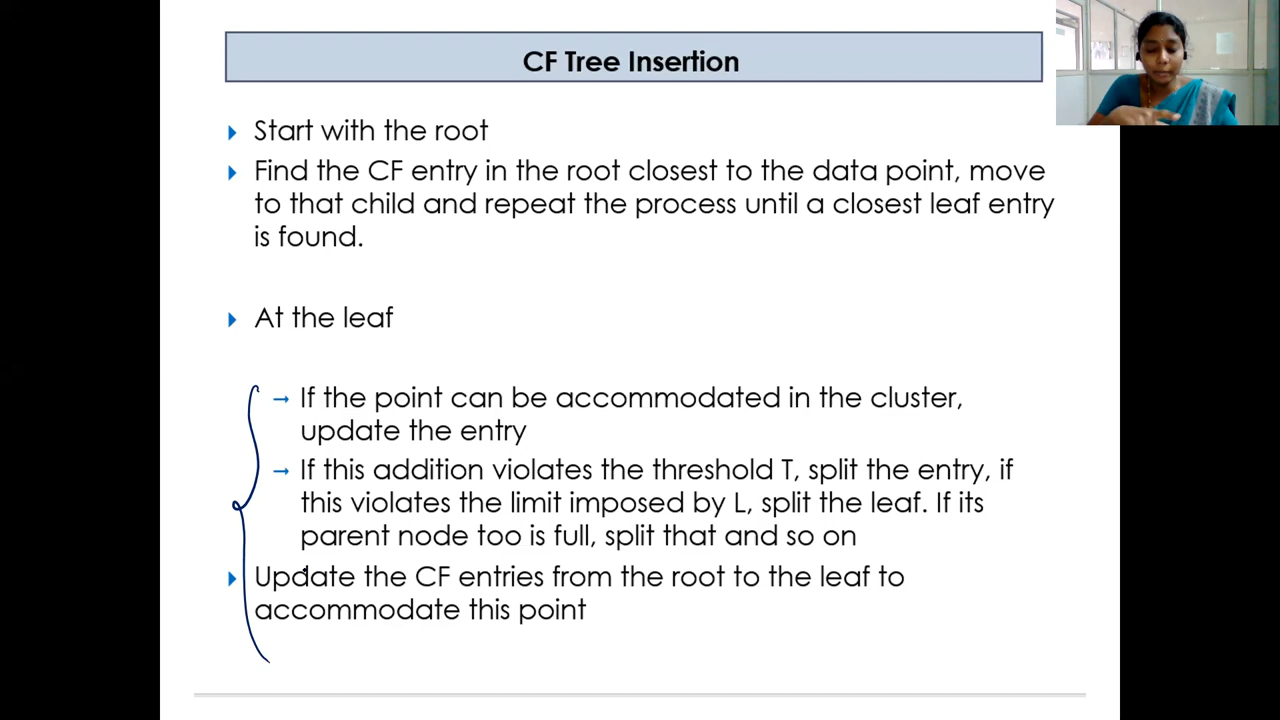 CF Tree Insertion
Start with the root
Find the CF entry in the root closest to the data point, move
to that child and repeat the process until a closest leaf entry
is found.
At the leaf
→ If the point can be accommodated in the cluster,
update the entry
→ If this addition violates the threshold T, split the entry, if
this violates the limit imposed by L, split the leaf. If its
parent node too is full, split that and so on
Update the CF entries from the root to the leaf to
accommodate this point